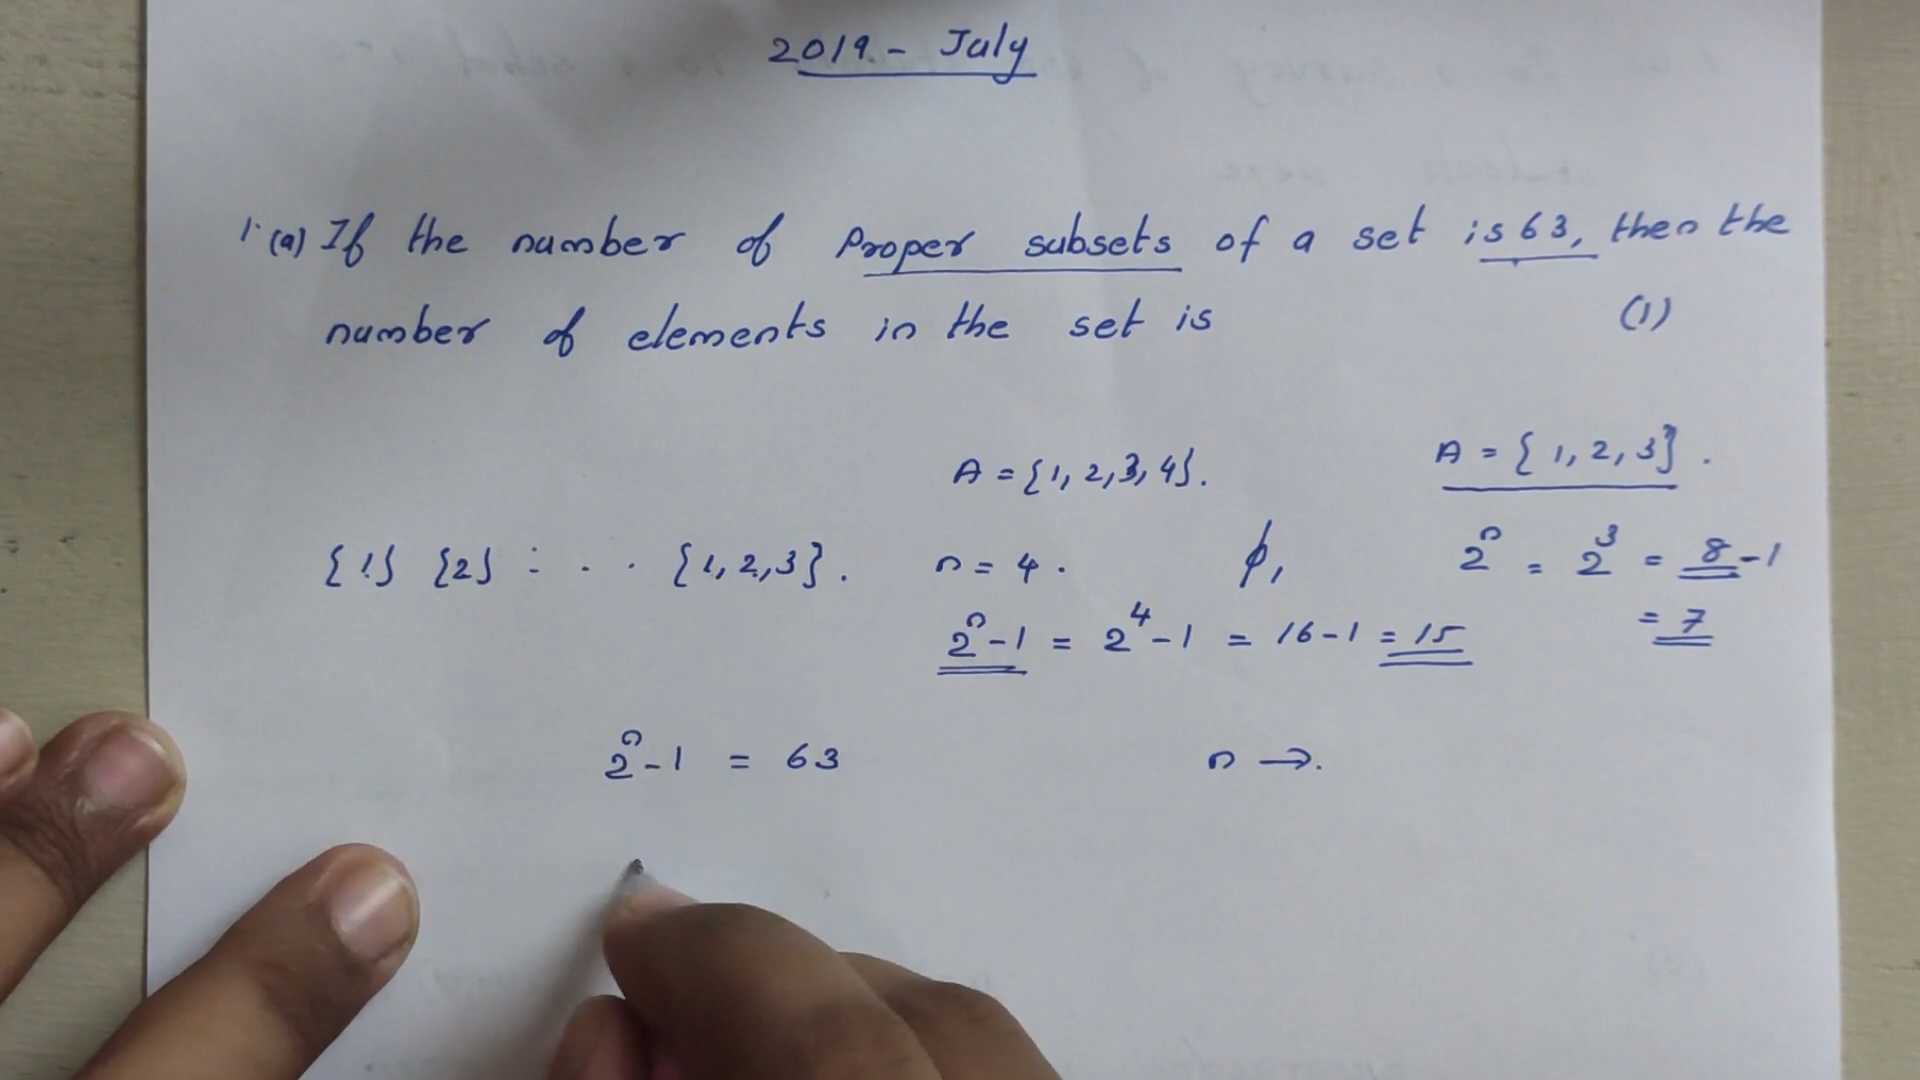 2019 - July
1. (a) If the number of proper subsets of a set is 63, then the
number of elements in the set is (1)
A = {1, 2, 3, 4}. A = {1, 2, 3}.
{1} {2} : . . {1, 2, 3}. n = 4 . ϕ, 2ⁿ = 2³ = 8 - 1
= 7
2ⁿ - 1 = 2⁴ - 1 = 16 - 1 = 15
2ⁿ - 1 = 63 n →.